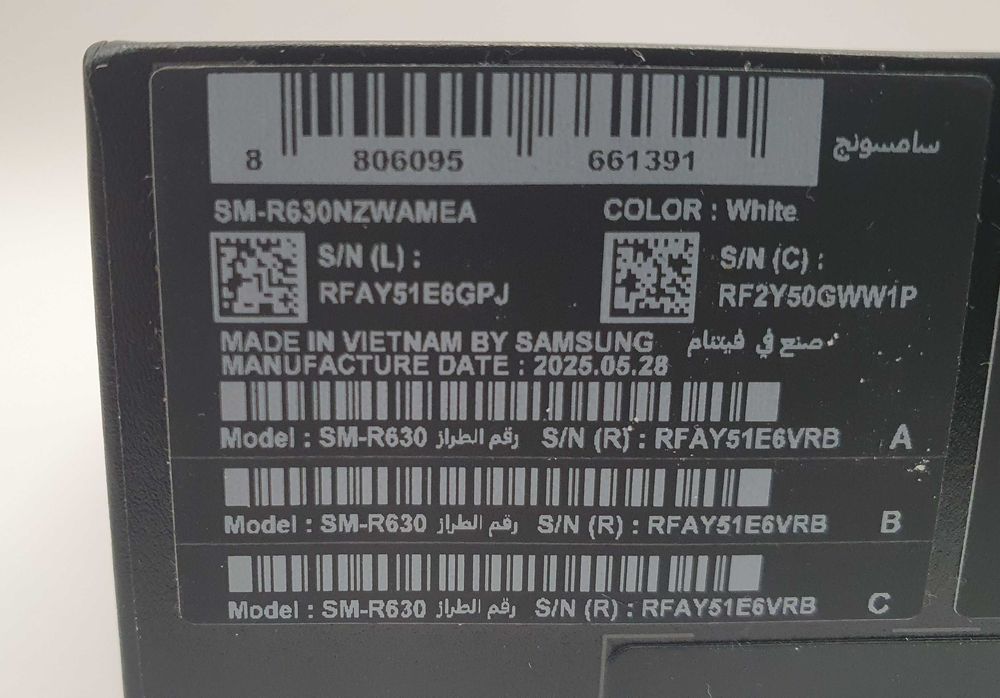 8 806095 661391
سامسونج
SM-R630NZWAMEA COLOR : White
S/N (L) : S/N (C) :
RFAY51E6GPJ RF2Y50GWW1P
MADE IN VIETNAM BY SAMSUNG صنع في فيتنام
MANUFACTURE DATE : 2025.05.28
Model : SM-R630 رقم الطراز S/N (R) : RFAY51E6VRB A
Model : SM-R630 رقم الطراز S/N (R) : RFAY51E6VRB B
Model : SM-R630 رقم الطراز S/N (R) : RFAY51E6VRB C